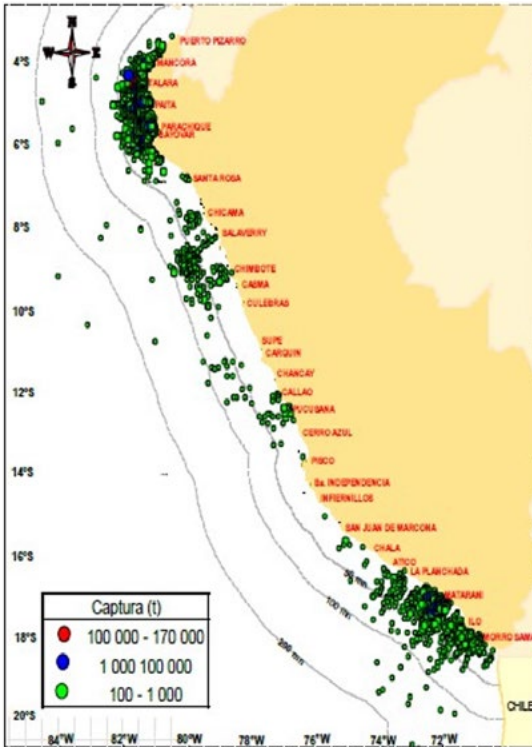 N
W E
S
PUERTO PIZARRO
MANCORA
TALARA
PAITA
PARACHIQUE
BAYOVAR
SANTA ROSA
CHICAMA
SALAVERRY
CHIMBOTE
CASMA
CULEBRAS
SUPE
CARQUIN
CHANCAY
CALLAO
PUCUSANA
CERRO AZUL
PISCO
Ba. INDEPENDENCIA
INFIERNILLOS
SAN JUAN DE MARCONA
CHALA
ATICO
LA PLANCHADA
MATARANI
ILO
MORRO SAMA
CHILE
4°S
6°S
8°S
10°S
12°S
14°S
16°S
18°S
20°S
50 mn
100 mn
200 mn
Captura (t)
100 000 - 170 000
1 000 100 000
100 - 1 000
84°W 82°W 80°W 78°W 76°W 74°W 72°W